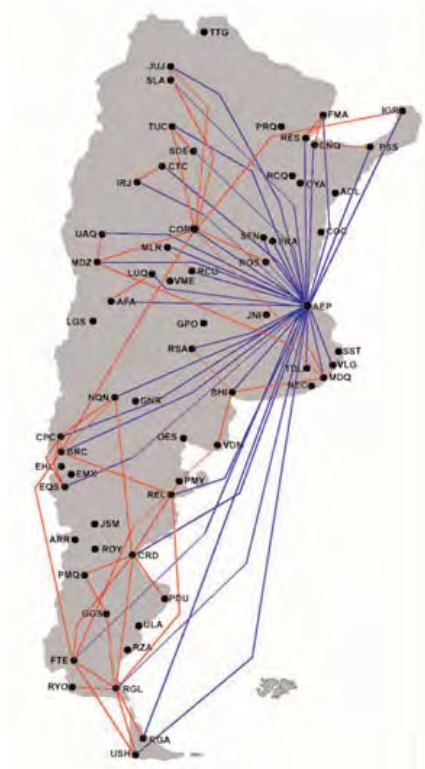 TTG
JUJ
SLA
IGR
FMA
TUC
PRQ
RES
CNQ
PSS
SDE
CTC
IRJ
RCQ
OYA
AOL
COR
COC
UAQ
MLR
SFN
PRA
MDZ
ROS
LUQ
RCU
VME
AFA
AEP
LGS
GPO
JNI
RSA
SST
TDL
VLG
MDQ
NEC
BHI
NQN
GNR
CPC
OES
VDN
BRC
EHL
EMX
EQS
PMY
REL
JSM
ARR
ROY
CRD
PMQ
PDU
GGS
ULA
RZA
FTE
RYO
RGL
RGA
USH